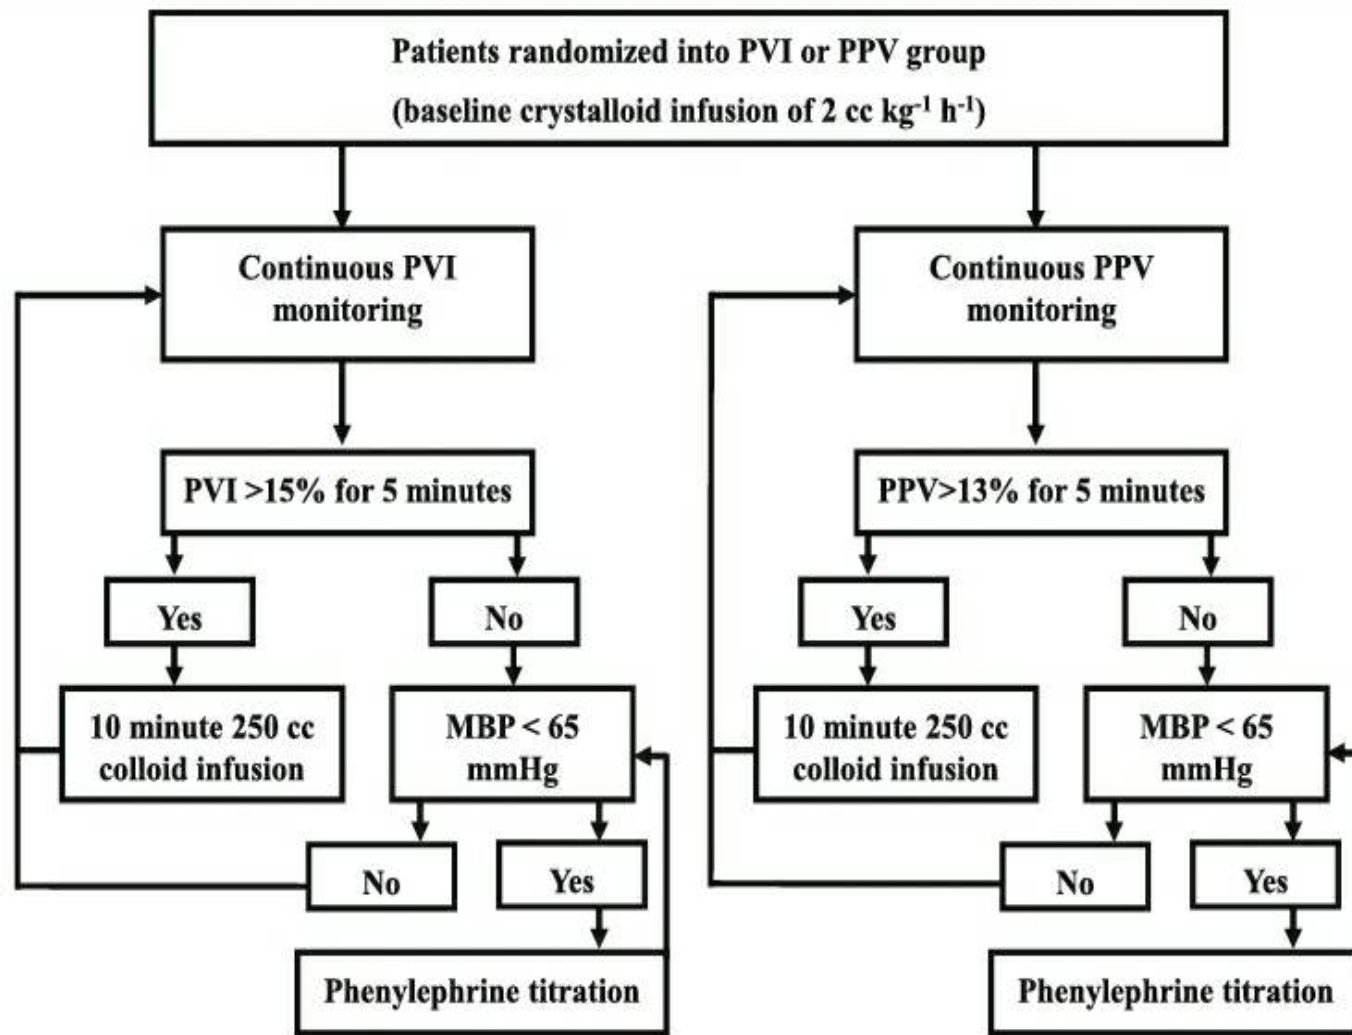 Patients randomized into PVI or PPV group
(baseline crystalloid infusion of 2 cc kg⁻¹ h⁻¹)
Continuous PVI
monitoring
Continuous PPV
monitoring
PVI >15% for 5 minutes
PPV>13% for 5 minutes
Yes
No
Yes
No
10 minute 250 cc
colloid infusion
MBP < 65
mmHg
10 minute 250 cc
colloid infusion
MBP < 65
mmHg
No
Yes
No
Yes
Phenylephrine titration
Phenylephrine titration